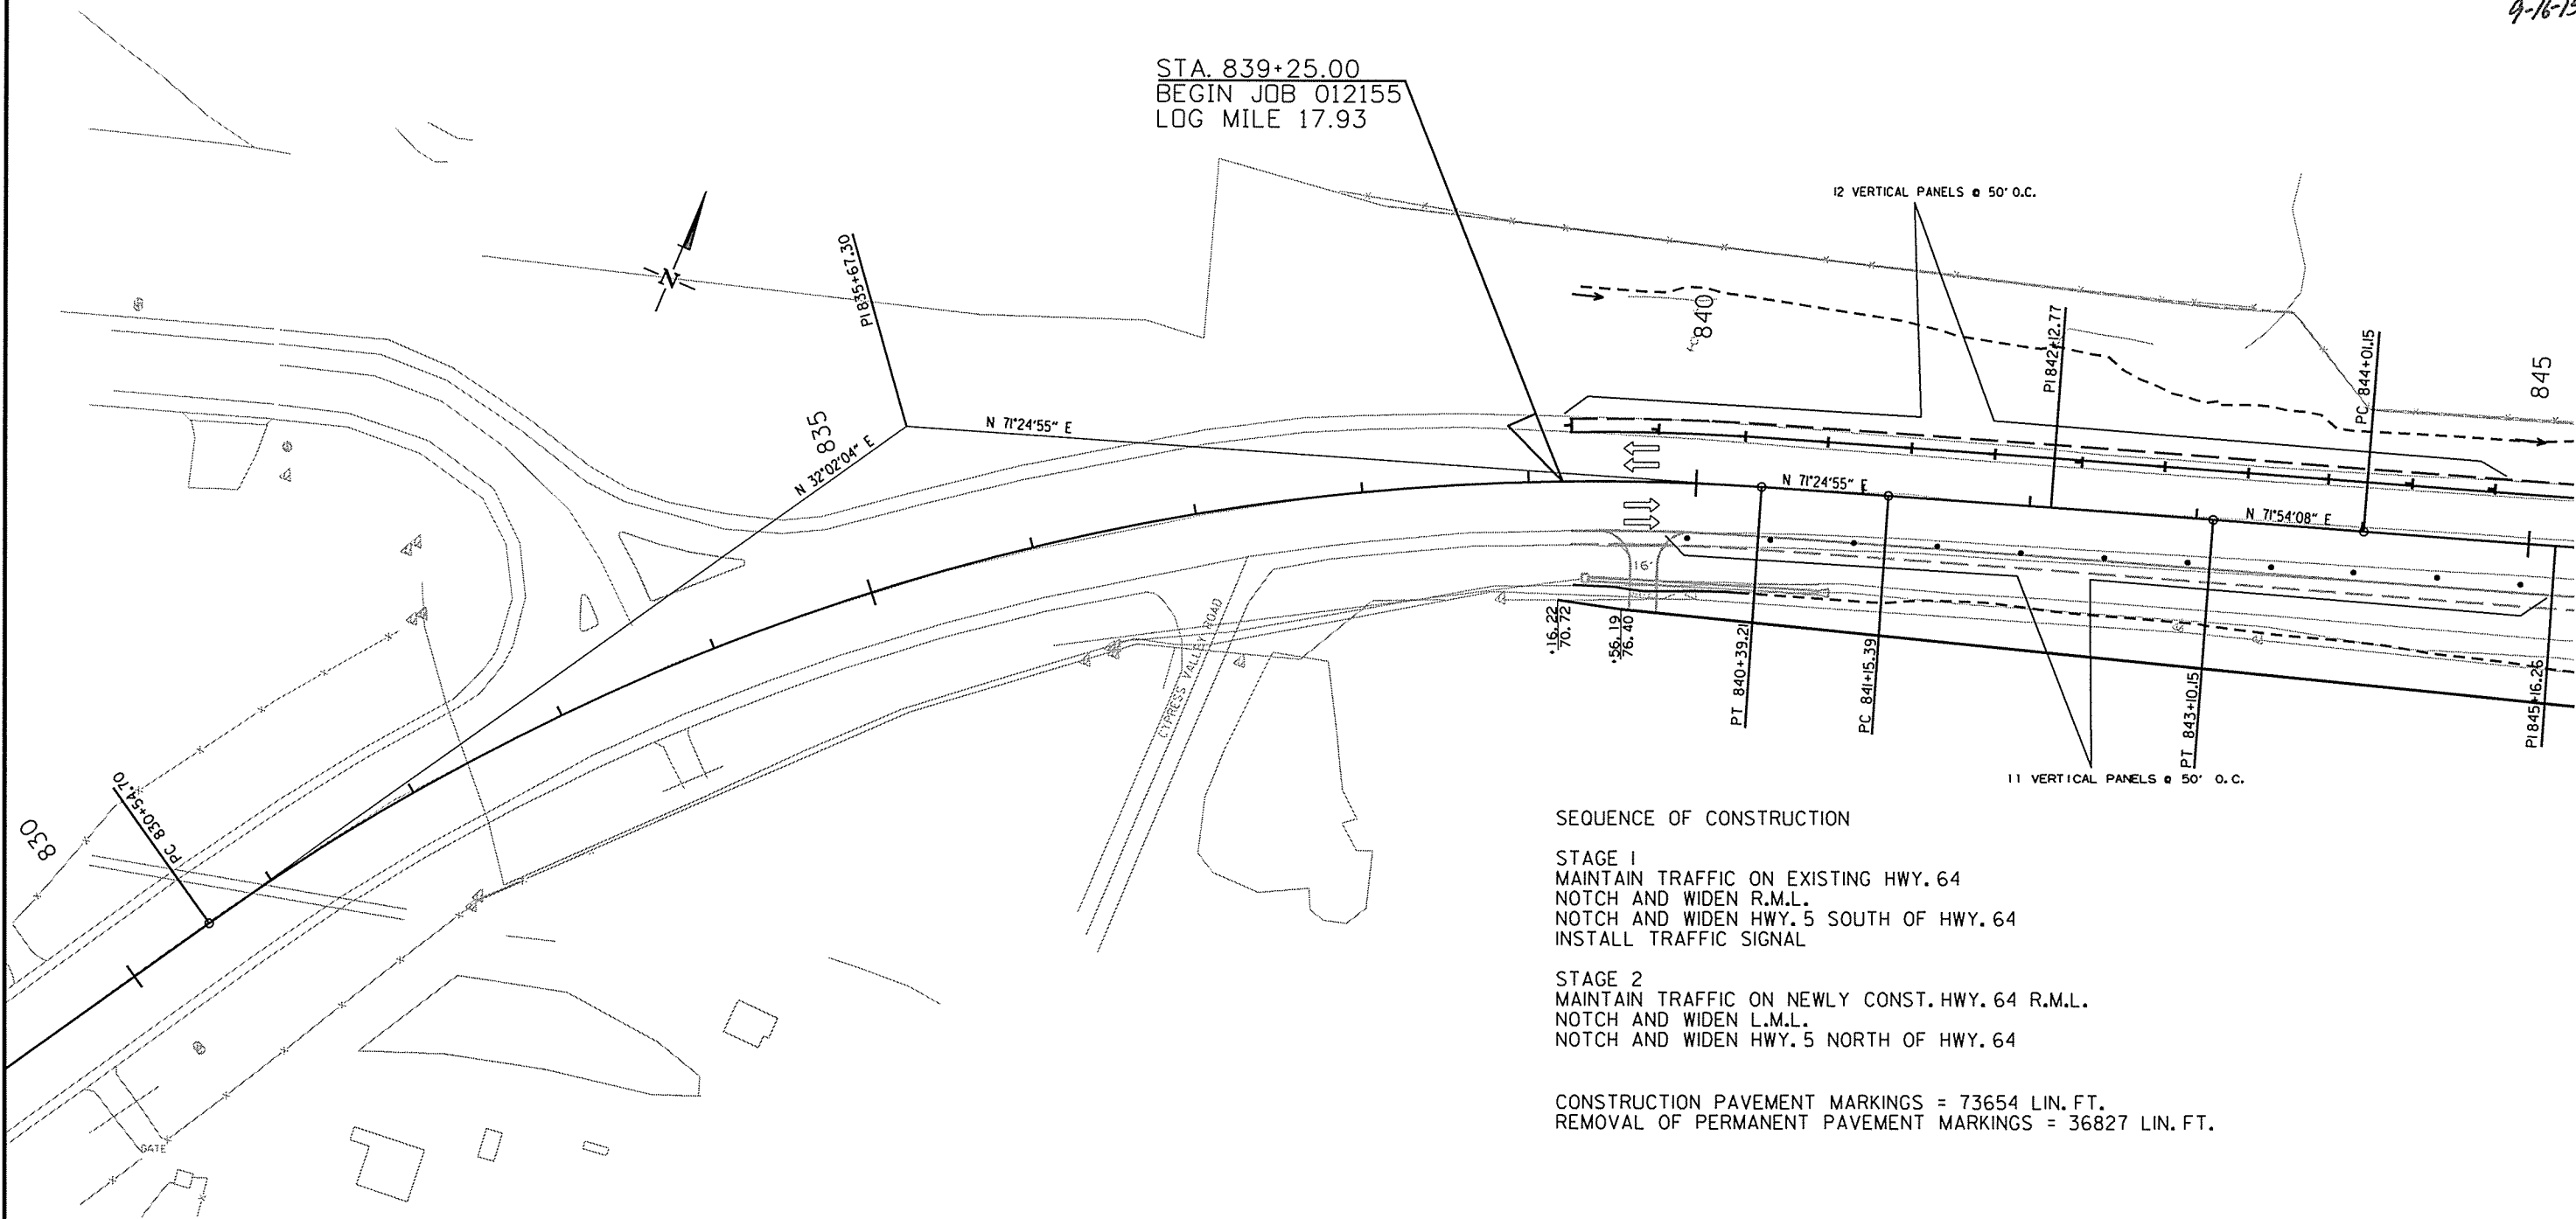 9-16-15
STA. 839+25.00
BEGIN JOB 012155
LOG MILE 17.93
12 VERTICAL PANELS @ 50' O.C.
N
PI 835+67.30
840
PI 842+12.77
PC 844+01.15
845
835
N 71°24'55" E
N 32°02'04" E
N 71°24'55" E
N 71°54'08" E
16'
CYPRESS VALLEY ROAD
+16.22
70.72
+56.19
76.40
PT 840+39.21
PC 841+15.39
PT 843+10.15
PI 845+16.26
11 VERTICAL PANELS @ 50' O.C.
830
PC 830+54.70
SEQUENCE OF CONSTRUCTION
STAGE 1
MAINTAIN TRAFFIC ON EXISTING HWY. 64
NOTCH AND WIDEN R.M.L.
NOTCH AND WIDEN HWY. 5 SOUTH OF HWY. 64
INSTALL TRAFFIC SIGNAL
STAGE 2
MAINTAIN TRAFFIC ON NEWLY CONST. HWY. 64 R.M.L.
NOTCH AND WIDEN L.M.L.
NOTCH AND WIDEN HWY. 5 NORTH OF HWY. 64
CONSTRUCTION PAVEMENT MARKINGS = 73654 LIN. FT.
REMOVAL OF PERMANENT PAVEMENT MARKINGS = 36827 LIN. FT.
GATE